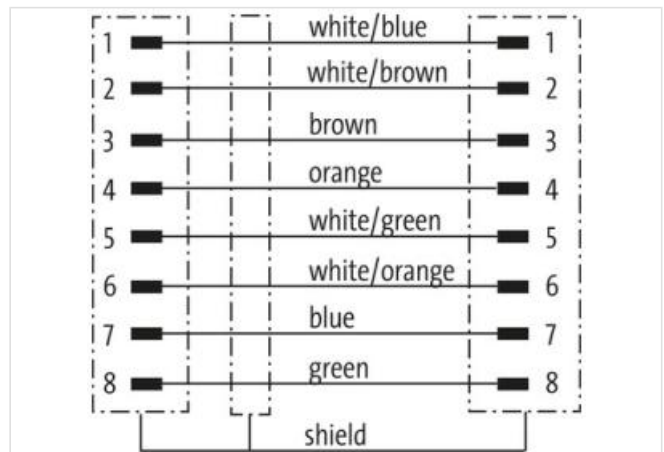 1 white/blue 1
2 white/brown 2
3 brown 3
4 orange 4
5 white/green 5
6 white/orange 6
7 blue 7
8 green 8
shield